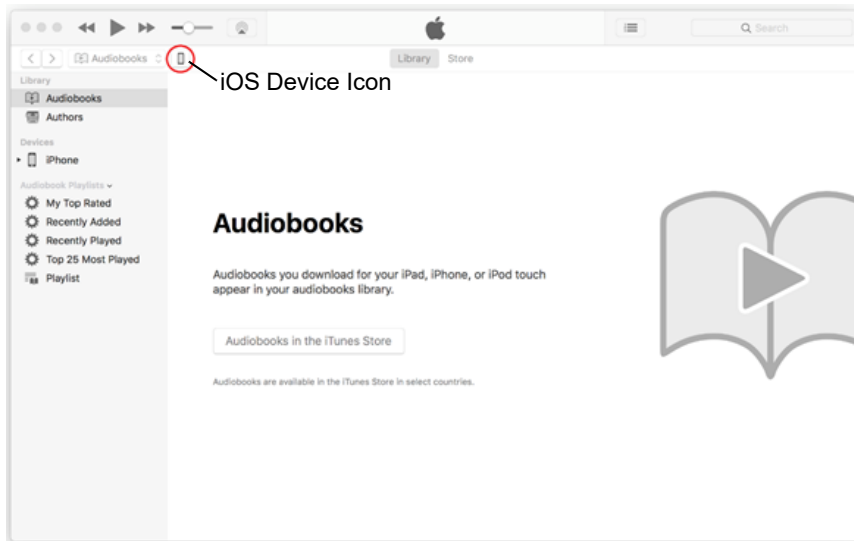 Search
Audiobooks
Library Store
iOS Device Icon
Library
Audiobooks
Authors
Devices
iPhone
Audiobook Playlists
My Top Rated
Recently Added
Recently Played
Top 25 Most Played
Playlist
Audiobooks
Audiobooks you download for your iPad, iPhone, or iPod touch
appear in your audiobooks library.
Audiobooks in the iTunes Store
Audiobooks are available in the iTunes Store in select countries.